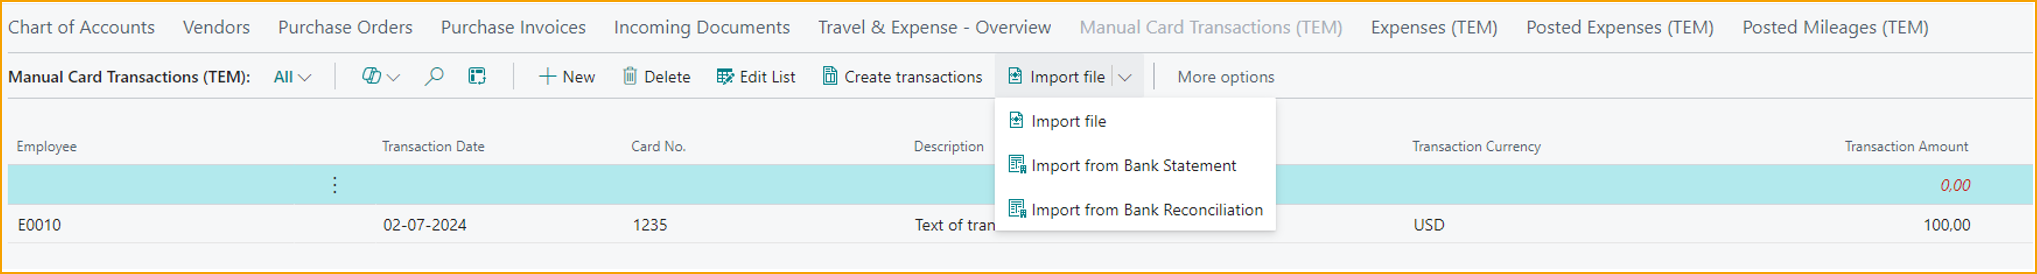 Chart of Accounts Vendors Purchase Orders Purchase Invoices Incoming Documents Travel & Expense - Overview Manual Card Transactions (TEM) Expenses (TEM) Posted Expenses (TEM) Posted Mileages (TEM)
Manual Card Transactions (TEM): All New Delete Edit List Create transactions Import file More options
Import file
Employee Transaction Date Card No. Description Transaction Currency Transaction Amount
Import from Bank Statement
0,00
Import from Bank Reconciliation
E0010 02-07-2024 1235 Text of tran USD 100,00